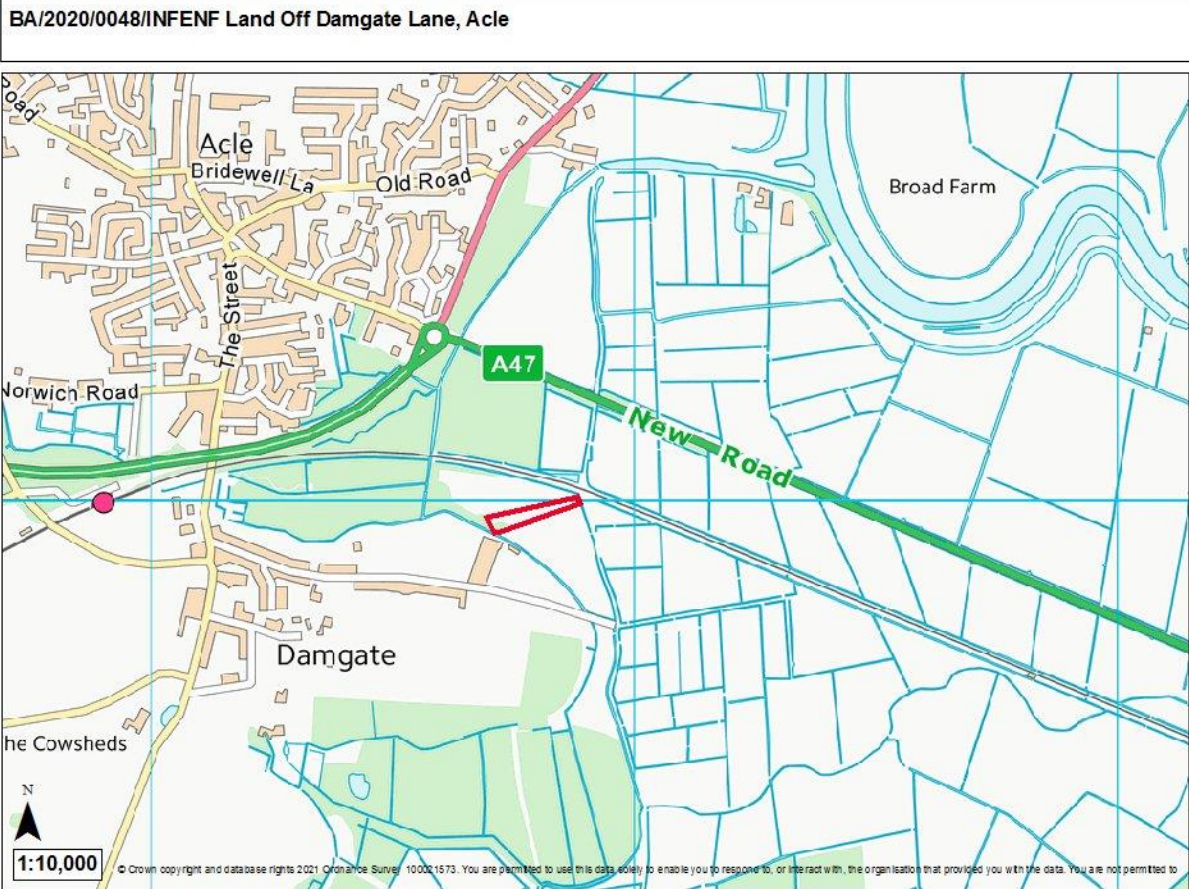 BA/2020/0048/INFENF Land Off Damgate Lane, Acle
Road
Acle
Bridewell La
Old Road
Broad Farm
The Street
A47
Norwich Road
New Road
Damgate
he Cowsheds
N
1:10,000
© Crown copyright and database rights 2021 Ordnance Survey 100021573. You are permitted to use this data solely to enable you to respond to, or interact with, the organisation that provided you with the data. You are not permitted to